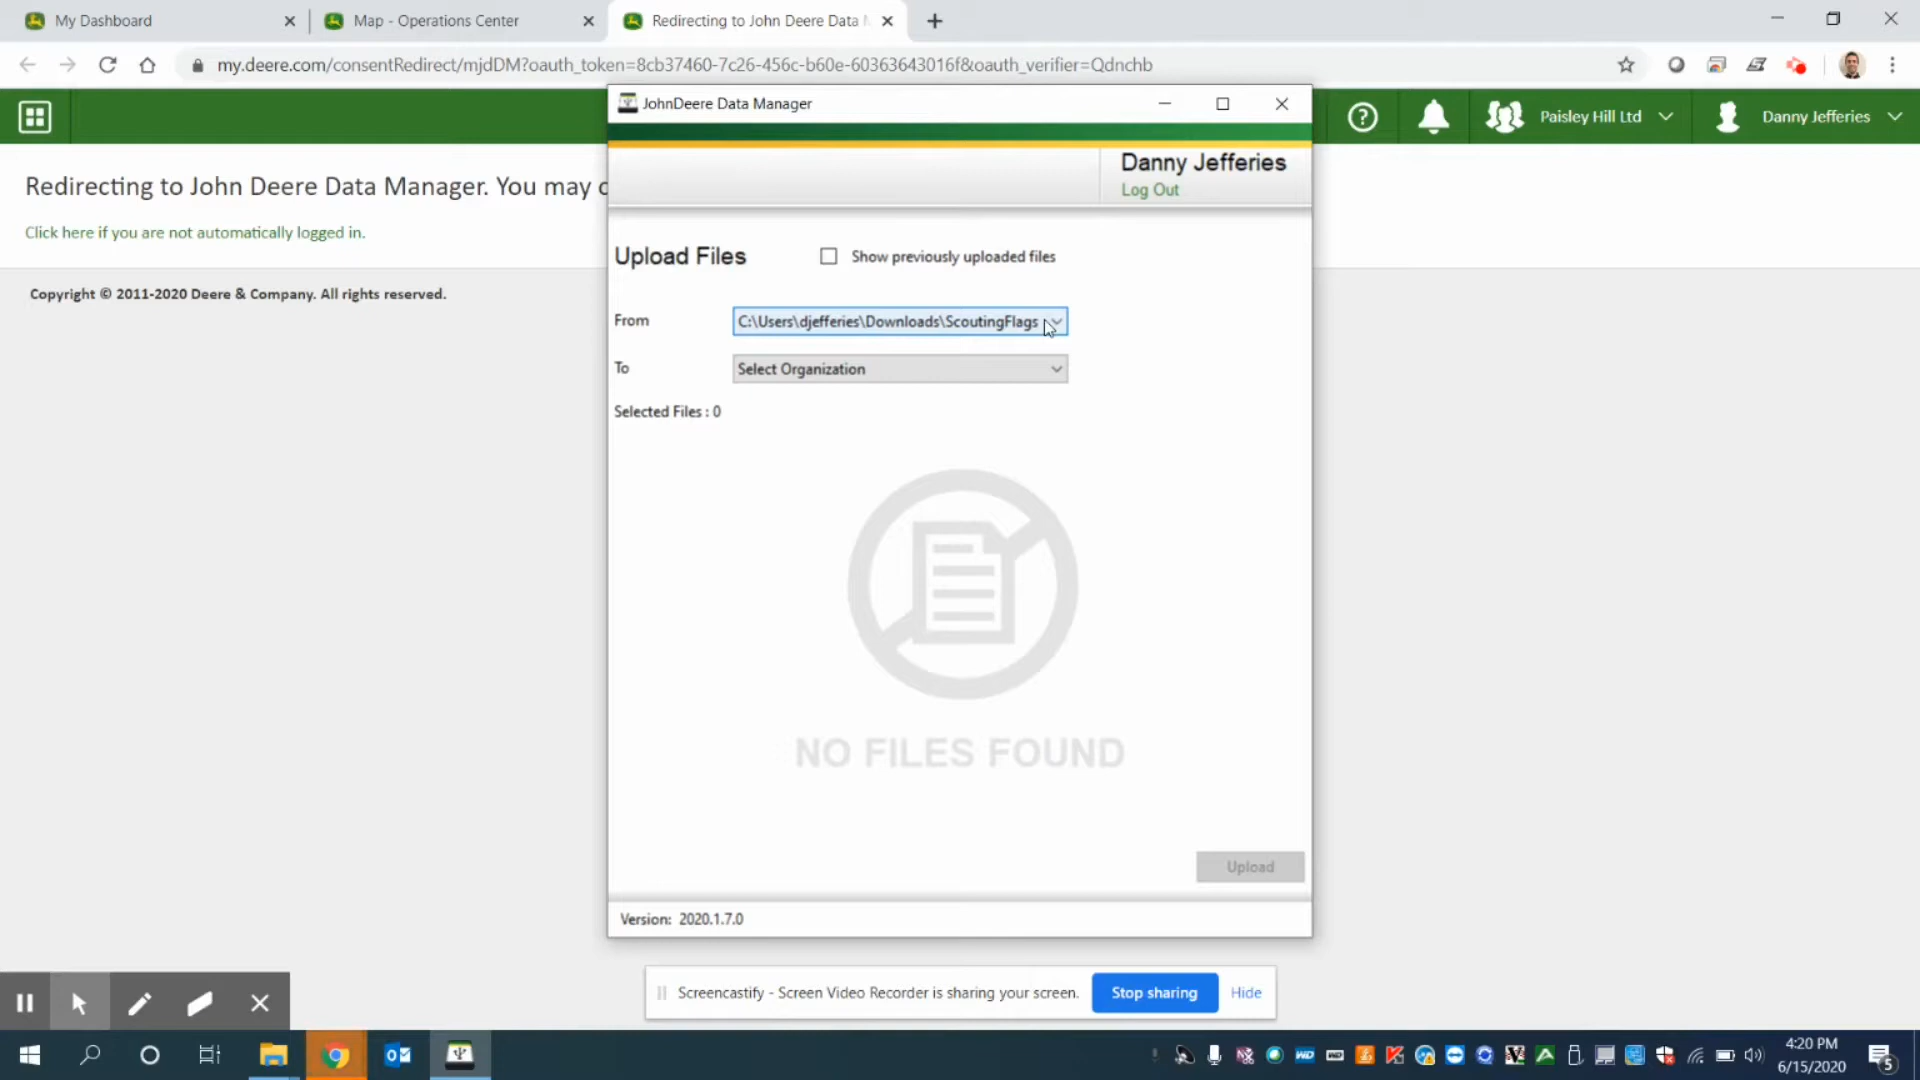 My Dashboard
Map - Operations Center
Redirecting to John Deere Data
my.deere.com/consentRedirect/mjdDM?oauth_token=8cb37460-7c26-456c-b60e-60363643016f&oauth_verifier=Qdnchb
JohnDeere Data Manager
Paisley Hill Ltd
Danny Jefferies
Danny Jefferies
Log Out
Redirecting to John Deere Data Manager. You may
Click here if you are not automatically logged in.
Copyright © 2011-2020 Deere & Company. All rights reserved.
Upload Files
Show previously uploaded files
From
C:\Users\djefferies\Downloads\ScoutingFlags
To
Select Organization
Selected Files : 0
NO FILES FOUND
Upload
Version: 2020.1.7.0
Screencastify - Screen Video Recorder is sharing your screen.
Stop sharing
Hide
4:20 PM
6/15/2020
5